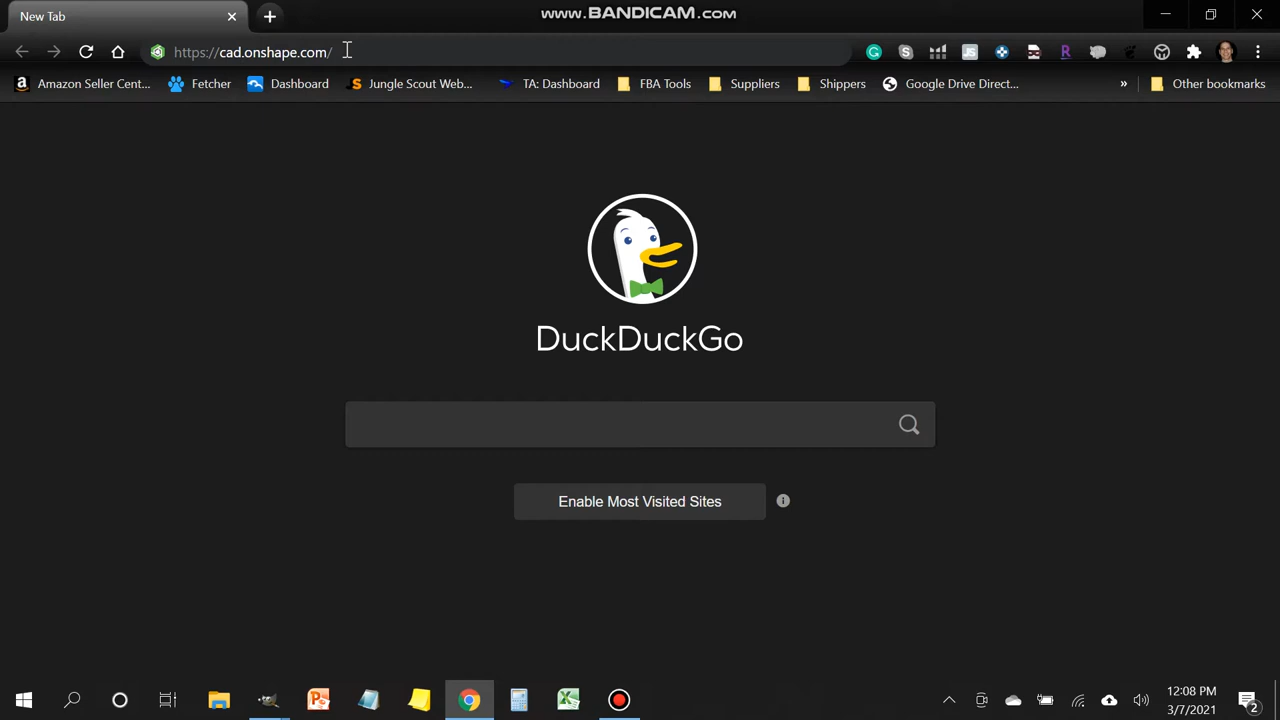 New Tab
www.BANDICAM.com
https://cad.onshape.com/
Amazon Seller Cent...
Fetcher
Dashboard
Jungle Scout Web...
TA: Dashboard
FBA Tools
Suppliers
Shippers
Google Drive Direct...
»
Other bookmarks
DuckDuckGo
Enable Most Visited Sites
12:08 PM
3/7/2021
2